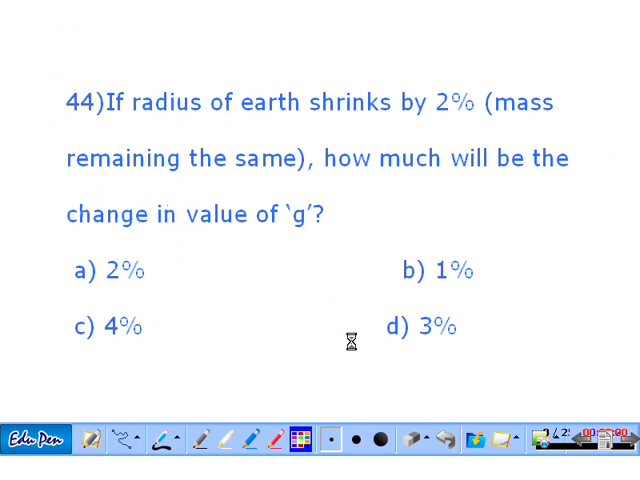 44)If radius of earth shrinks by 2% (mass
remaining the same), how much will be the
change in value of ‘g’?
a) 2% b) 1%
c) 4% d) 3%
Edu Pen